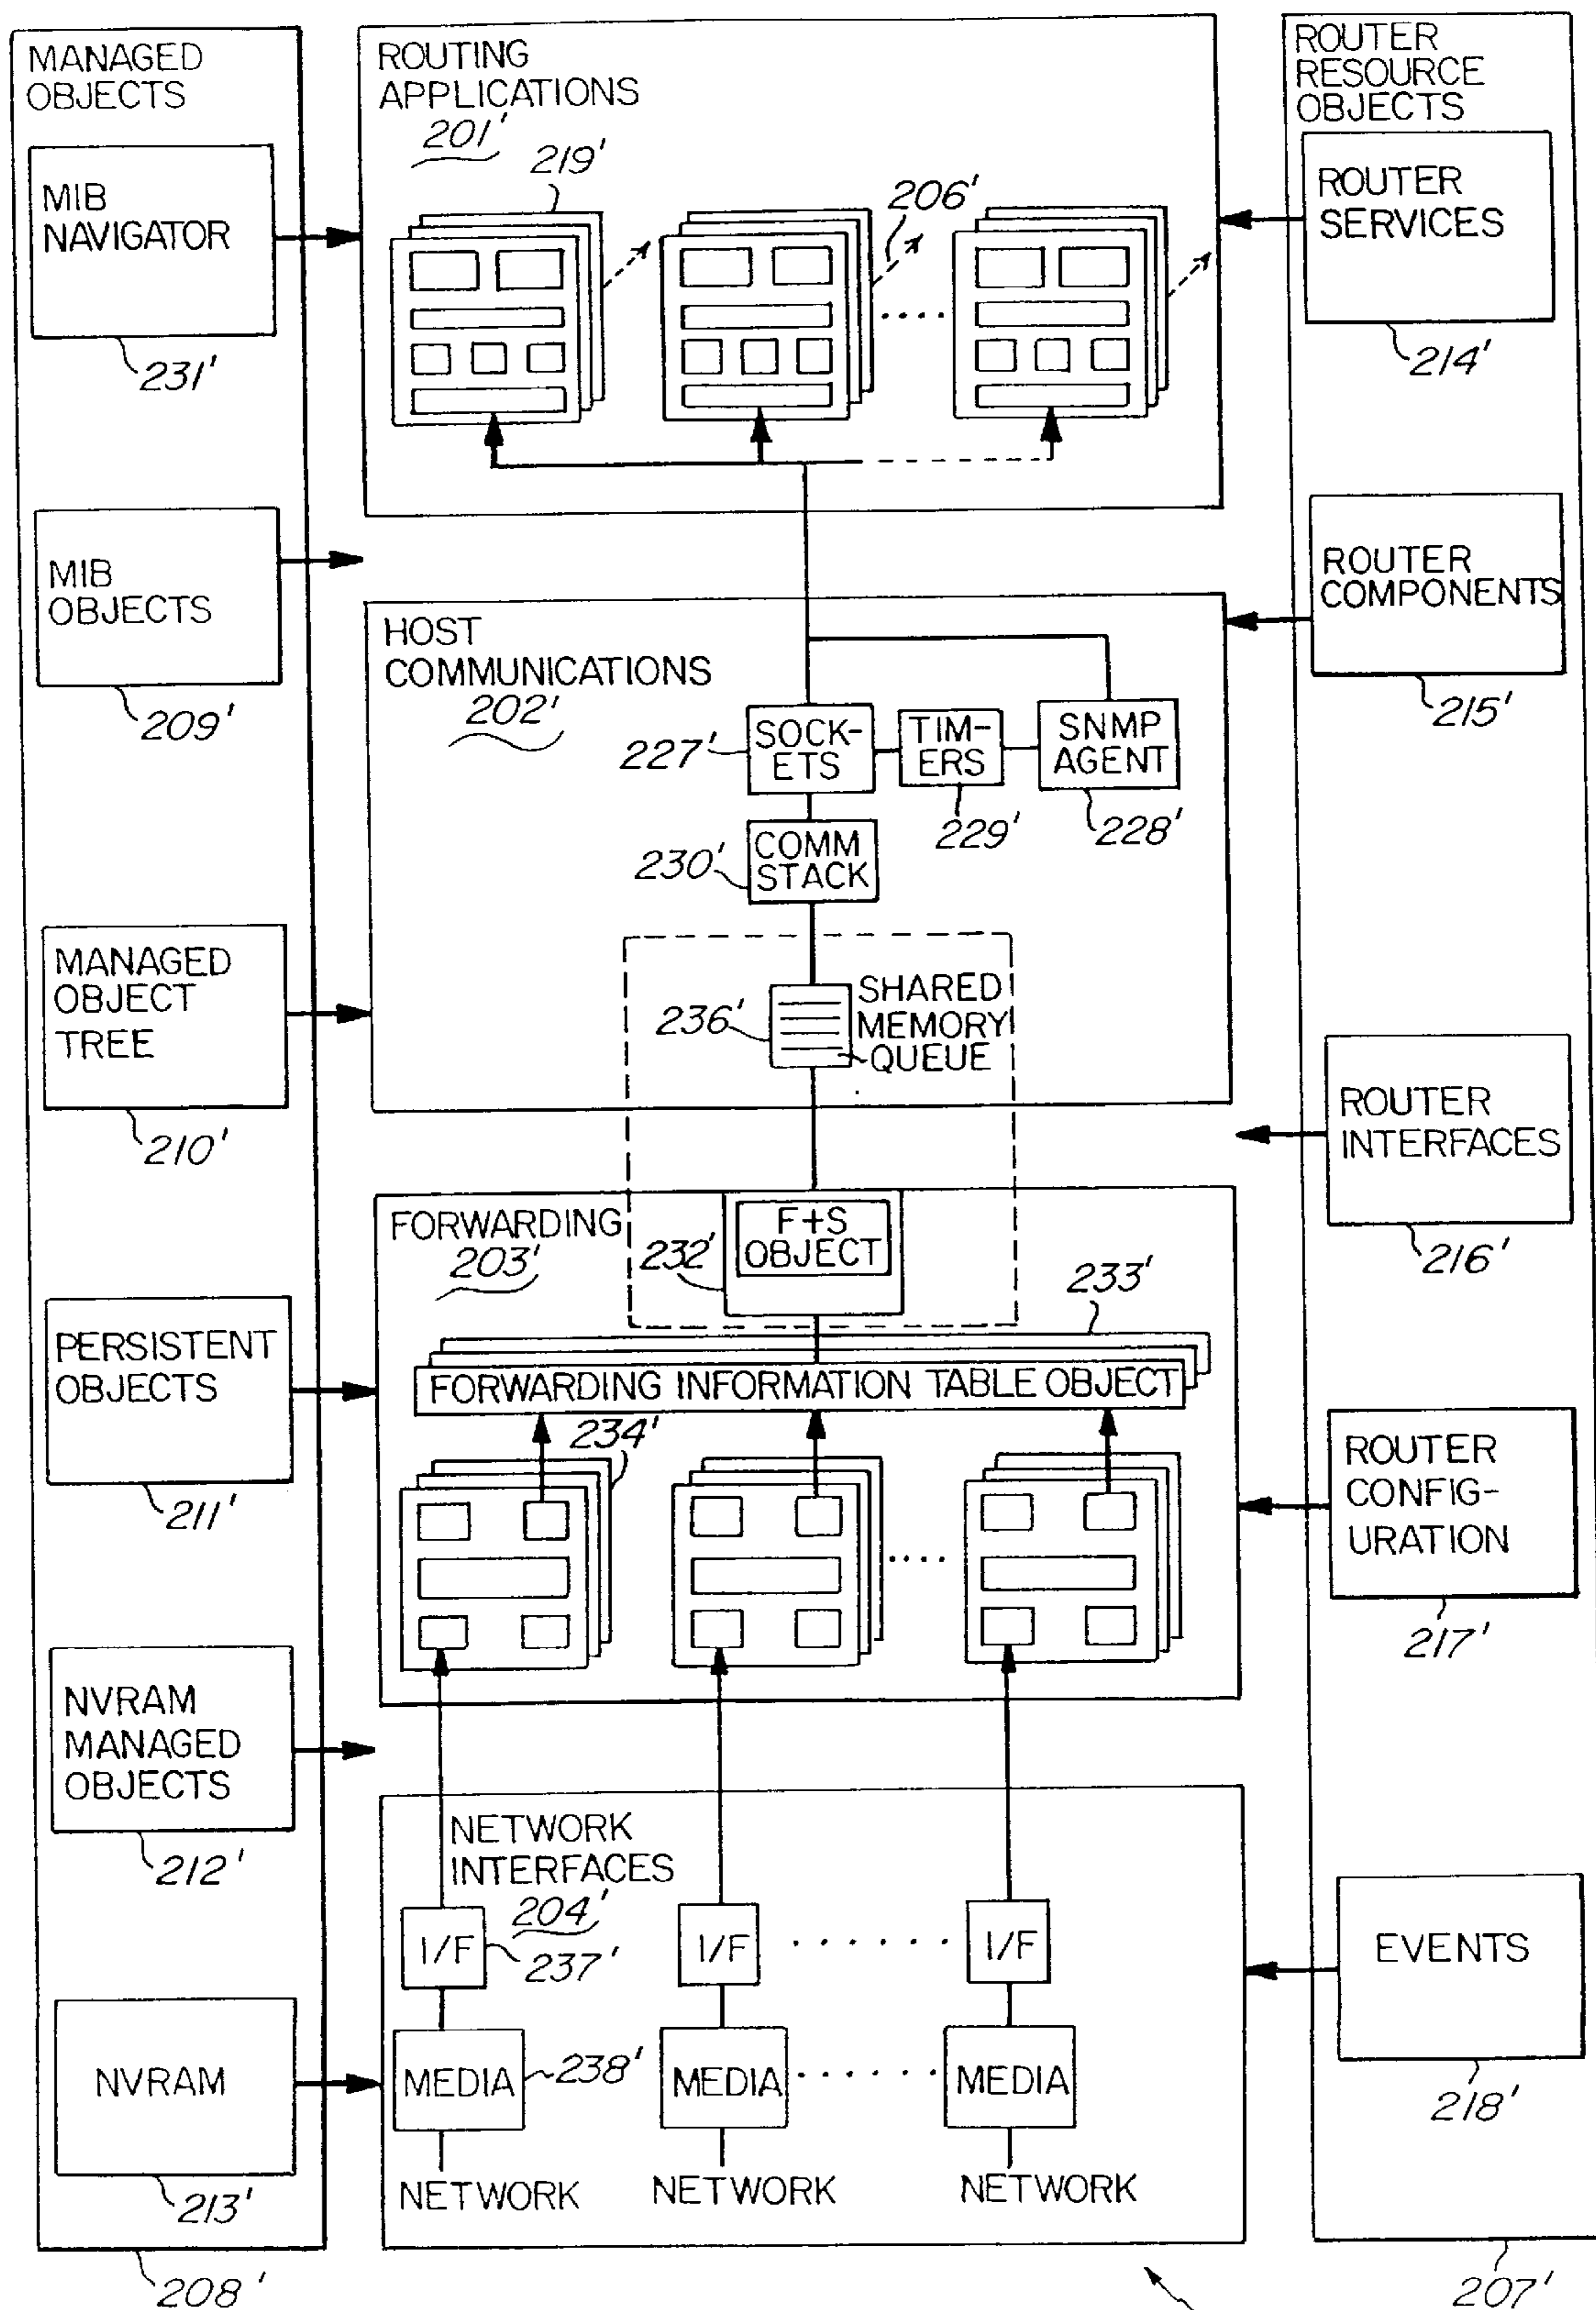 MANAGED
OBJECTS
MIB
NAVIGATOR
231'
MIB
OBJECTS
209'
MANAGED
OBJECT
TREE
210'
PERSISTENT
OBJECTS
211'
NVRAM
MANAGED
OBJECTS
212'
NVRAM
213'
208'
ROUTING
APPLICATIONS
201'
219'
206'
HOST
COMMUNICATIONS
202'
SOCK-
ETS
227'
TIM-
ERS
229'
SNMP
AGENT
228'
COMM
STACK
230'
SHARED
MEMORY
QUEUE
236'
FORWARDING
203'
F+S
OBJECT
232'
233'
FORWARDING INFORMATION TABLE OBJECT
234'
NETWORK
INTERFACES
204'
I/F
237'
I/F
I/F
MEDIA
238'
MEDIA
MEDIA
NETWORK
NETWORK
NETWORK
ROUTER
RESOURCE
OBJECTS
ROUTER
SERVICES
214'
ROUTER
COMPONENTS
215'
ROUTER
INTERFACES
216'
ROUTER
CONFIG-
URATION
217'
EVENTS
218'
207'